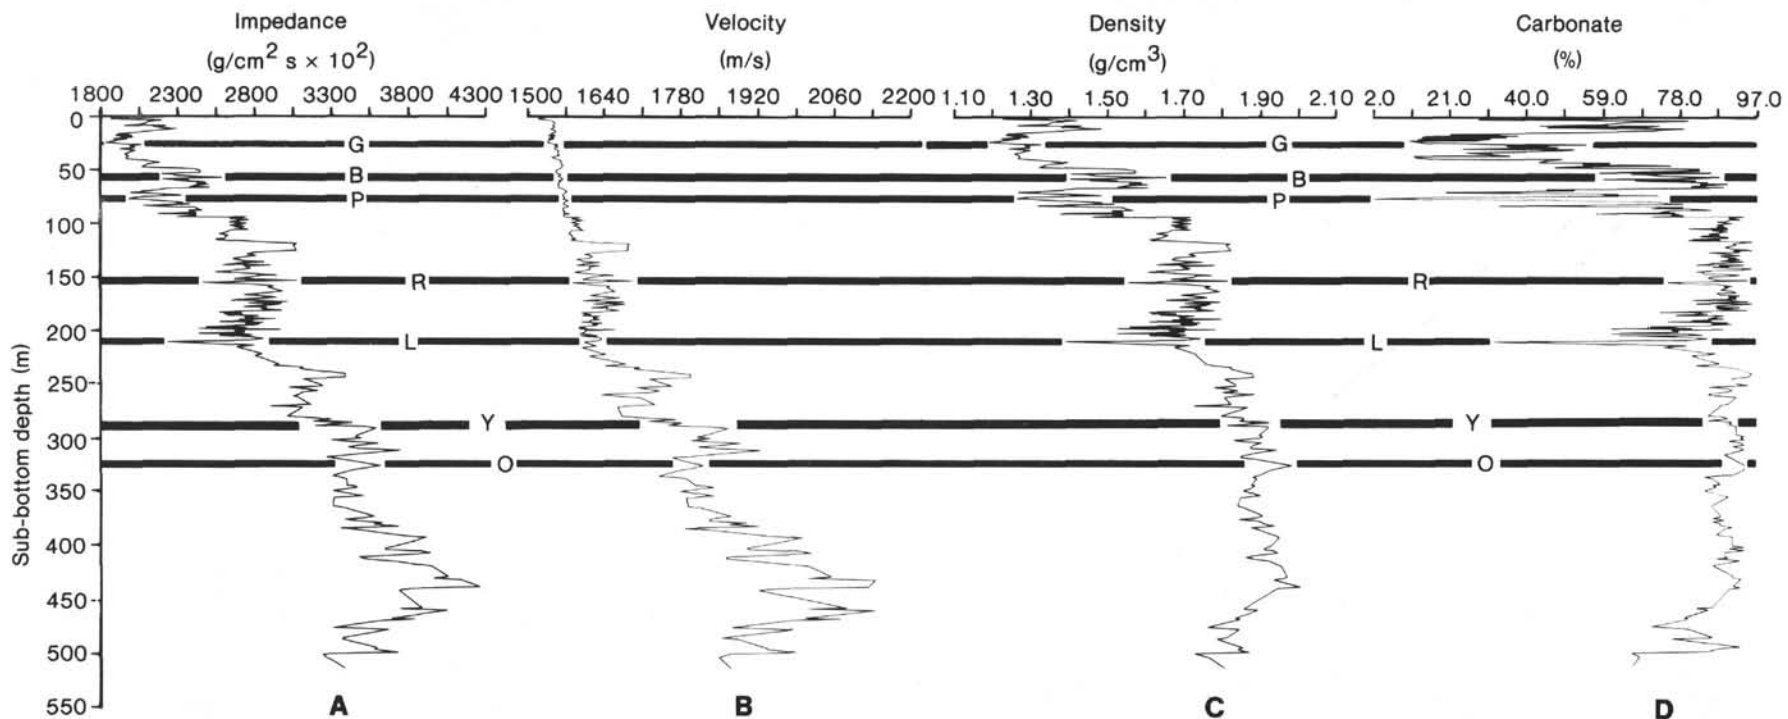 Impedance Velocity Density Carbonate
(g/cm² s × 10²) (m/s) (g/cm³) (%)
1800 2300 2800 3300 3800 4300 1500 1640 1780 1920 2060 2200 1.10 1.30 1.50 1.70 1.90 2.10 2.0 21.0 40.0 59.0 78.0 97.0
Sub-bottom depth (m)
0
G G
50
B B
P P
100
150
R R
200
L L
250
Y Y
300
O O
350
400
450
500
550
A B C D